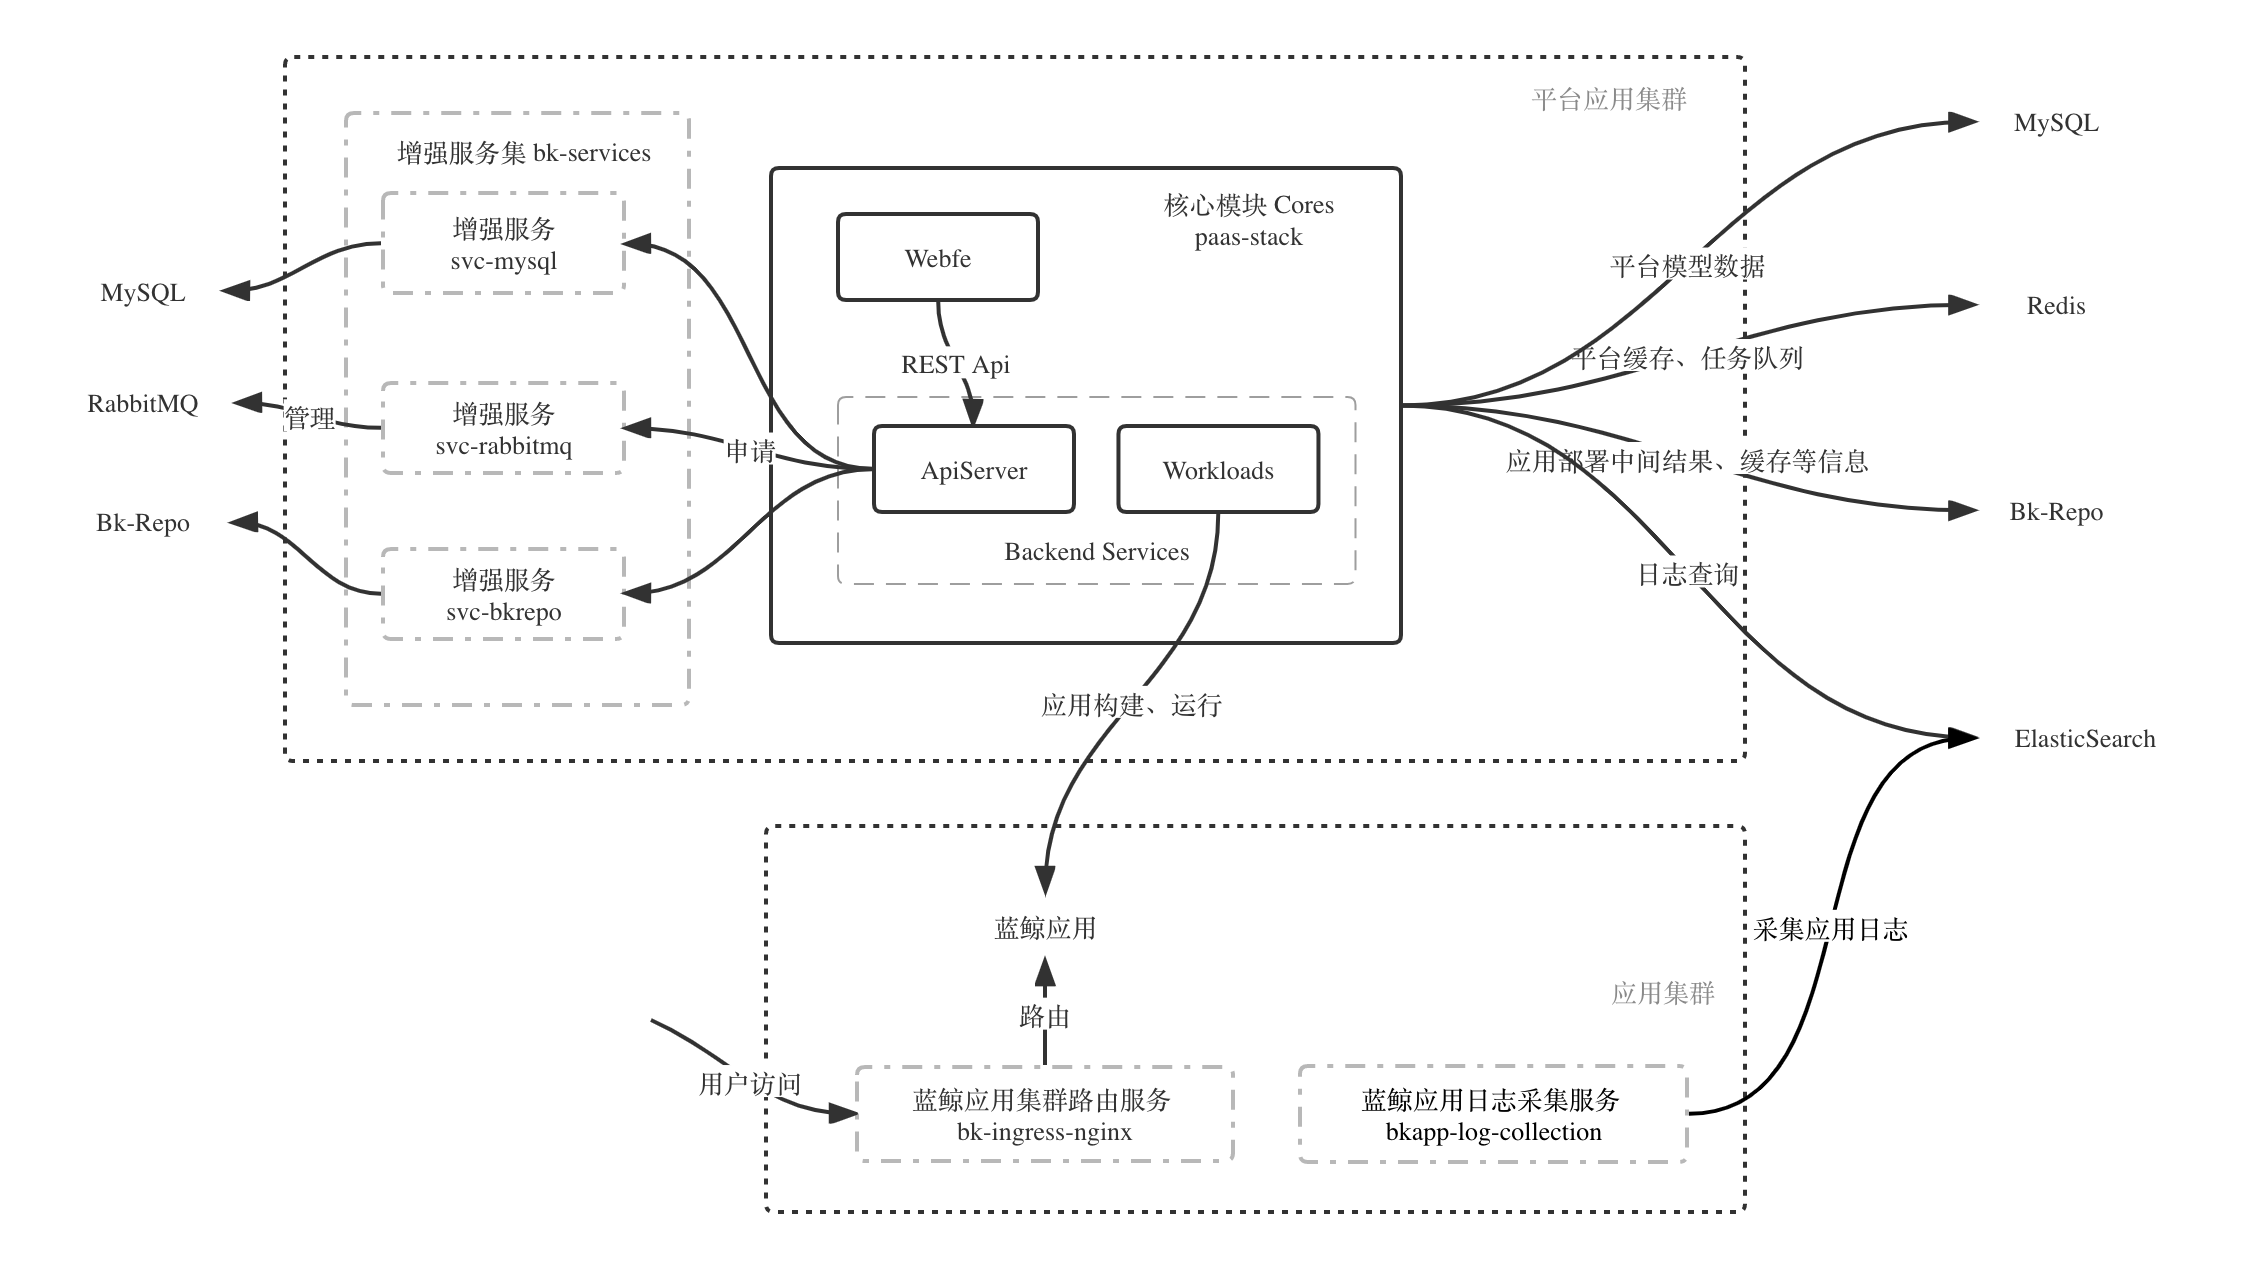 平台应用集群
增强服务集 bk-services
增强服务
svc-mysql
增强服务
svc-rabbitmq
增强服务
svc-bkrepo
MySQL
RabbitMQ
Bk-Repo
管理
申请
核心模块 Cores
paas-stack
Webfe
REST Api
ApiServer
Workloads
Backend Services
MySQL
平台模型数据
Redis
平台缓存、任务队列
应用部署中间结果、缓存等信息
Bk-Repo
日志查询
ElasticSearch
应用构建、运行
蓝鲸应用
采集应用日志
应用集群
路由
用户访问
蓝鲸应用集群路由服务
bk-ingress-nginx
蓝鲸应用日志采集服务
bkapp-log-collection